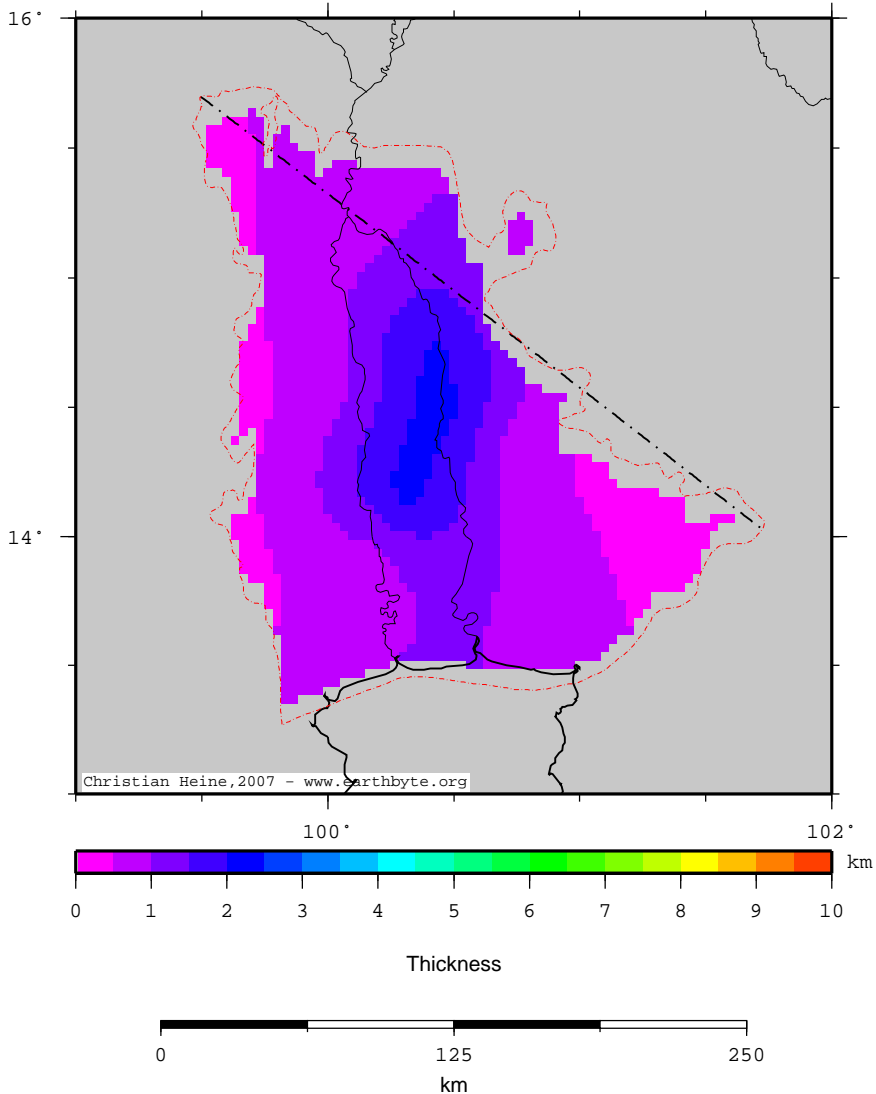 16°
14°
Christian Heine,2007 - www.earthbyte.org
100° 102°
km
0 1 2 3 4 5 6 7 8 9 10
Thickness
0 125 250
km